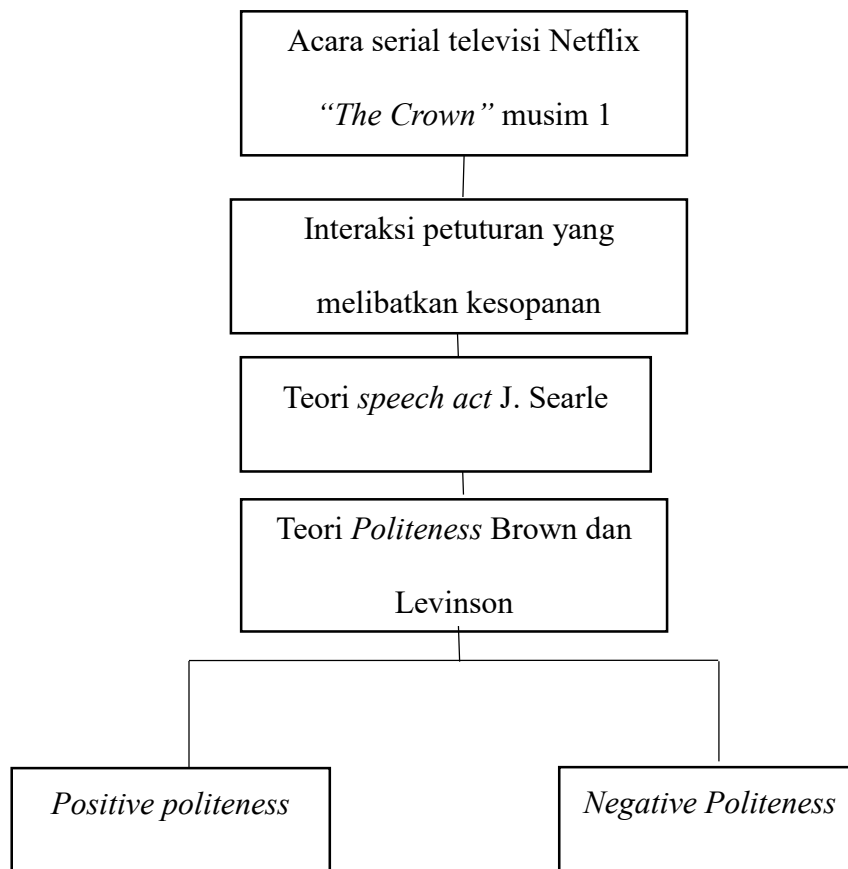 Acara serial televisi Netflix
“The Crown” musim 1
Interaksi petuturan yang
melibatkan kesopanan
Teori speech act J. Searle
Teori Politeness Brown dan
Levinson
Positive politeness
Negative Politeness